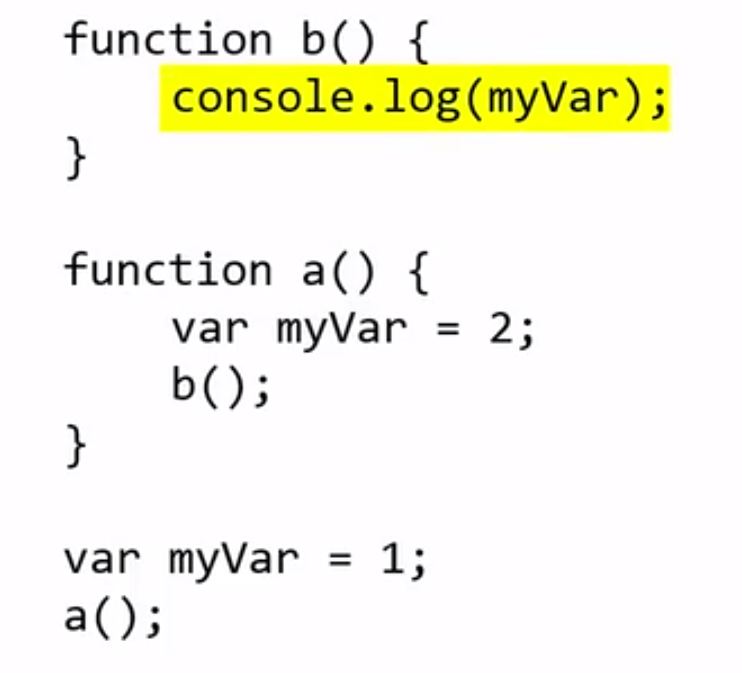 function b() {
    console.log(myVar);
}

function a() {
    var myVar = 2;
    b();
}

var myVar = 1;
a();